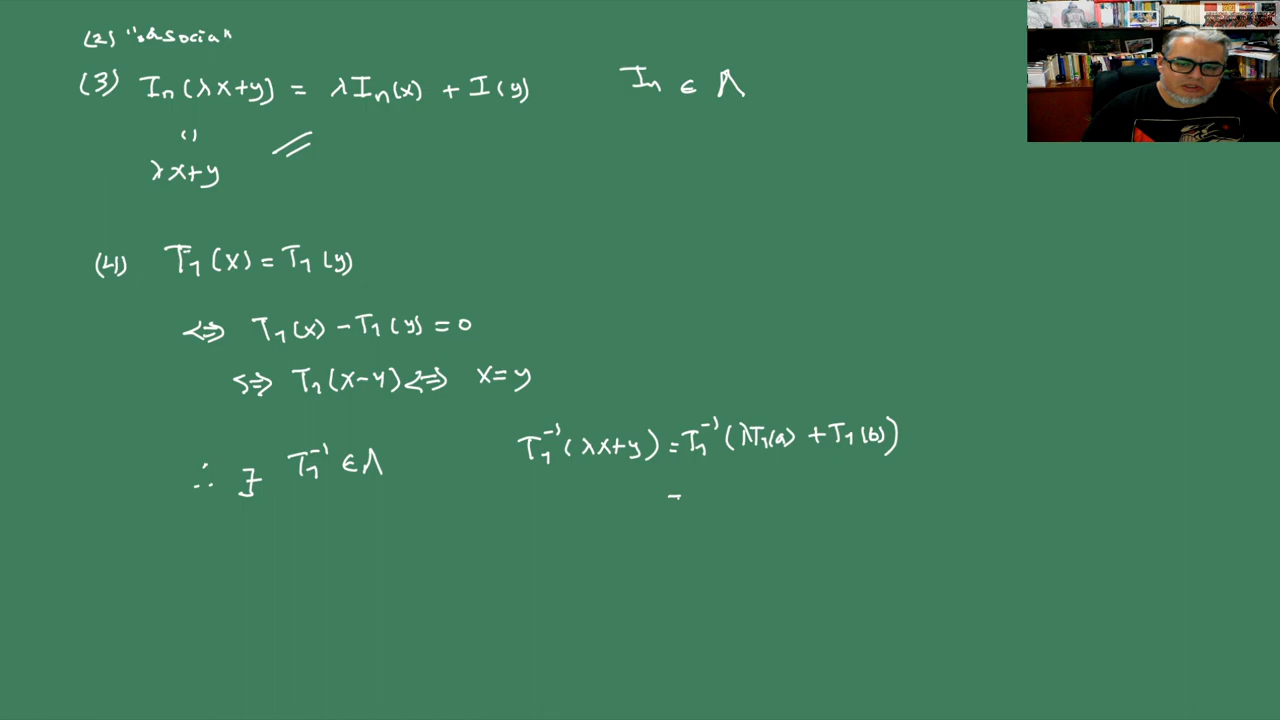 (2) "asocia"
(3) Iₙ(λx+y) = λIₙ(x) + I(y) Iₙ ∈ Λ
λx+y
(4) T₁(x) = T₁(y)
<=> T₁(x) - T₁(y) = 0
<=> T₁(x-y) <=> x=y
∴ ∃ T₁⁻¹ ∈ Λ T₁⁻¹(λx+y) = T₁⁻¹(λT₁(a) + T₁(b))